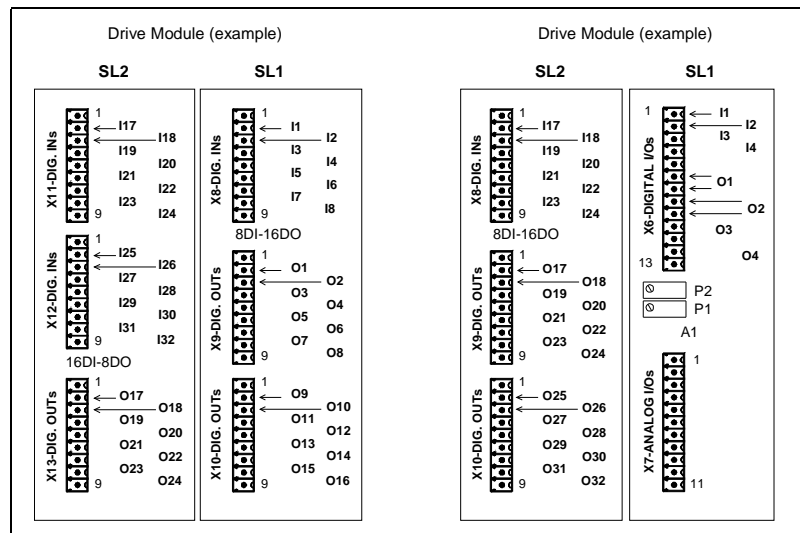 Drive Module (example)
SL2
SL1
X11-DIG. INs
1
I17
I18
I19
I20
I21
I22
I23
I24
9
X12-DIG. INs
1
I25
I26
I27
I28
I29
I30
I31
I32
9
16DI-8DO
X13-DIG. OUTs
1
O17
O18
O19
O20
O21
O22
O23
O24
9
X8-DIG. INs
1
I1
I2
I3
I4
I5
I6
I7
I8
9
8DI-16DO
X9-DIG. OUTs
1
O1
O2
O3
O4
O5
O6
O7
O8
9
X10-DIG. OUTs
1
O9
O10
O11
O12
O13
O14
O15
O16
9
Drive Module (example)
SL2
SL1
X8-DIG. INs
1
I17
I18
I19
I20
I21
I22
I23
I24
9
8DI-16DO
X9-DIG. OUTs
1
O17
O18
O19
O20
O21
O22
O23
O24
9
X10-DIG. OUTs
1
O25
O26
O27
O28
O29
O30
O31
O32
9
X6-DIGITAL I/Os
1
I1
I2
I3
I4
O1
O2
O3
O4
13
P2
P1
A1
X7-ANALOG I/Os
1
11